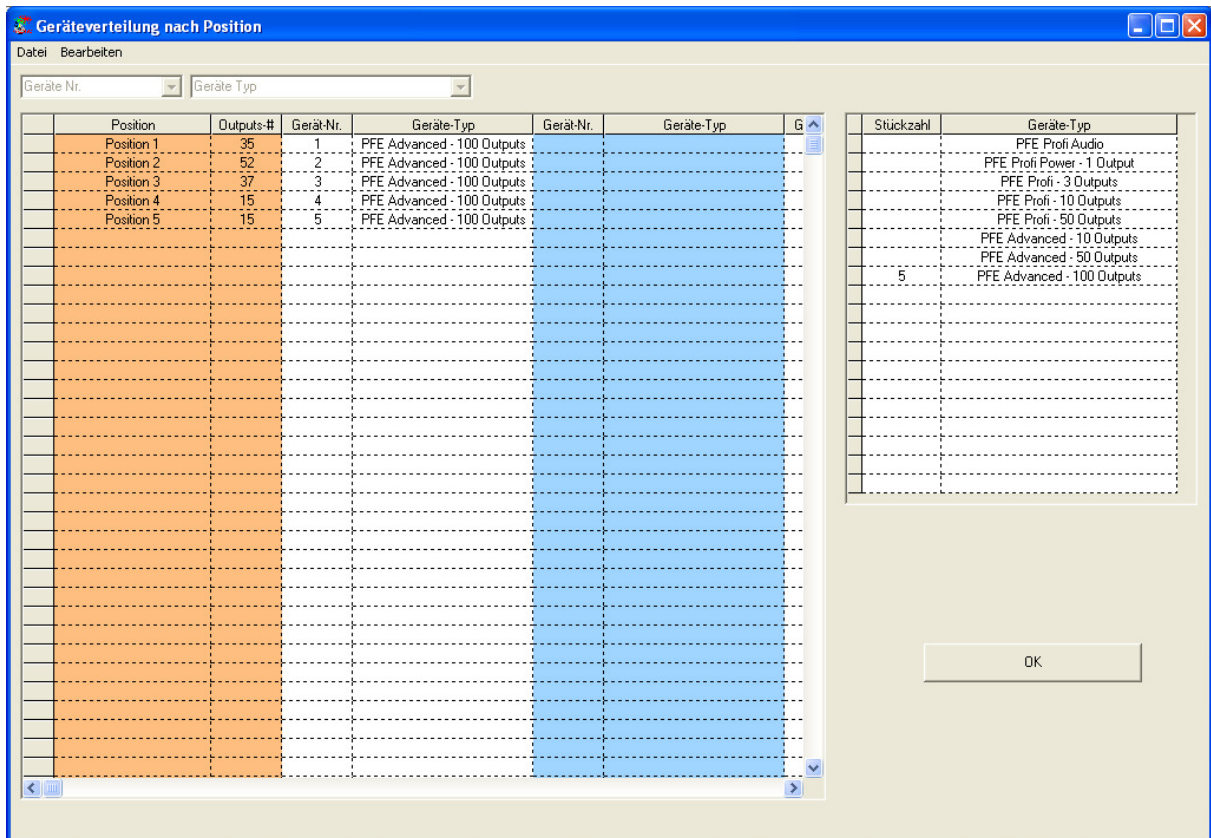 Geräteverteilung nach Position
Datei Bearbeiten
Geräte Nr. Geräte Typ
Position Outputs-# Gerät-Nr. Geräte-Typ Gerät-Nr. Geräte-Typ G
Position 1 35 1 PFE Advanced - 100 Outputs
Position 2 52 2 PFE Advanced - 100 Outputs
Position 3 37 3 PFE Advanced - 100 Outputs
Position 4 15 4 PFE Advanced - 100 Outputs
Position 5 15 5 PFE Advanced - 100 Outputs
Stückzahl Geräte-Typ
PFE Profi Audio
PFE Profi Power - 1 Output
PFE Profi - 3 Outputs
PFE Profi - 10 Outputs
PFE Profi - 50 Outputs
PFE Advanced - 10 Outputs
PFE Advanced - 50 Outputs
5 PFE Advanced - 100 Outputs
OK